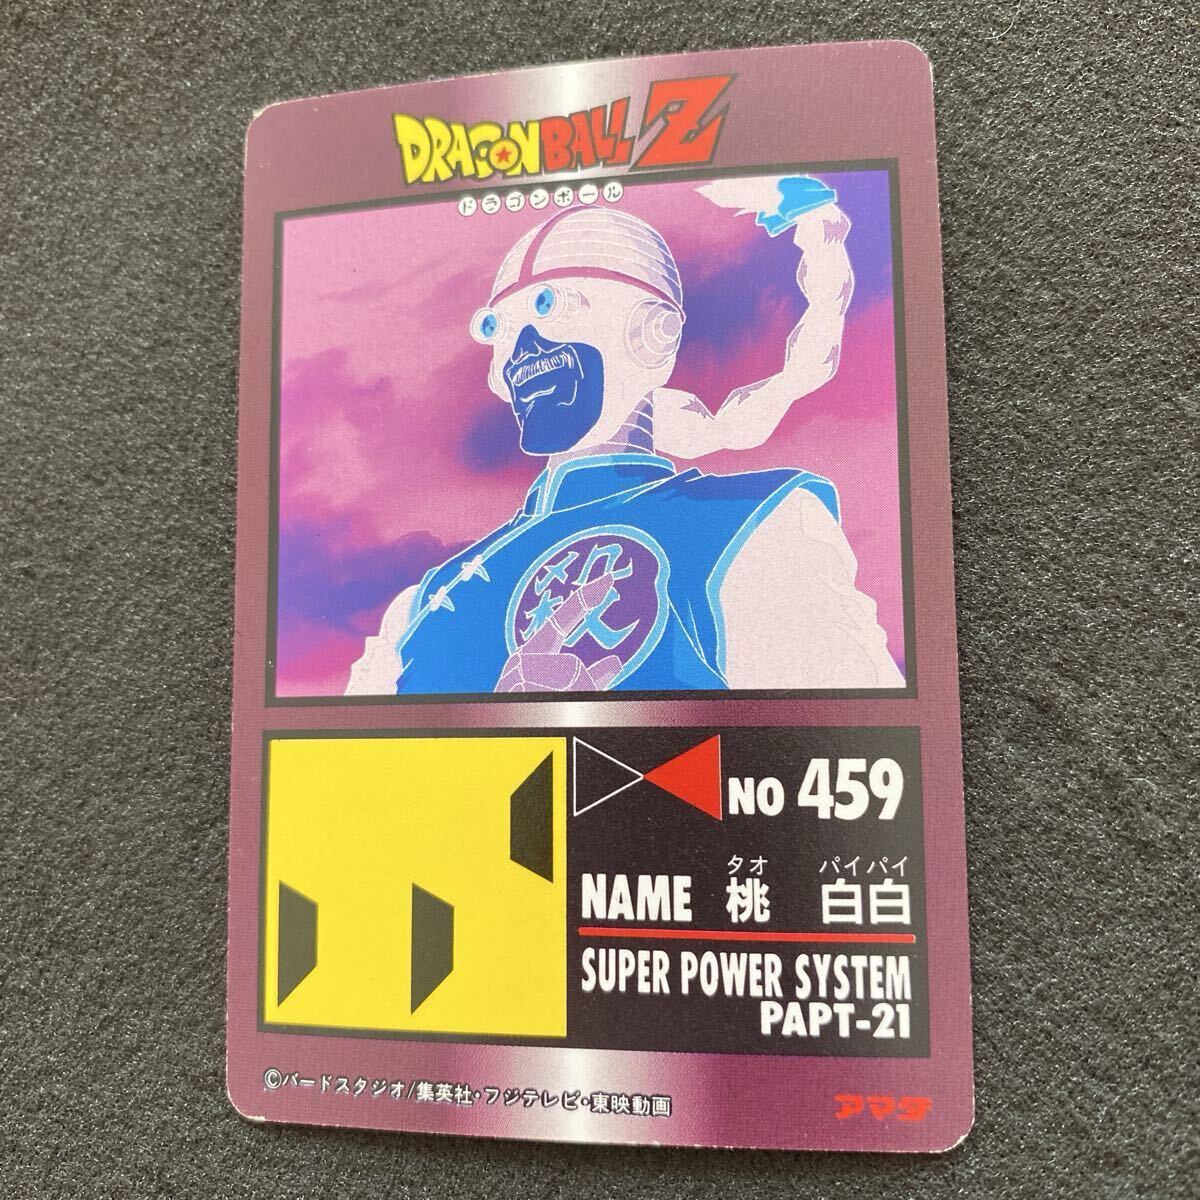 DRAGONBALL Z
ドラゴンボール
殺
NO 459
タオ パイパイ
NAME 桃 白白
SUPER POWER SYSTEM
PAPT-21
©バードスタジオ/集英社・フジテレビ・東映動画
アマダ